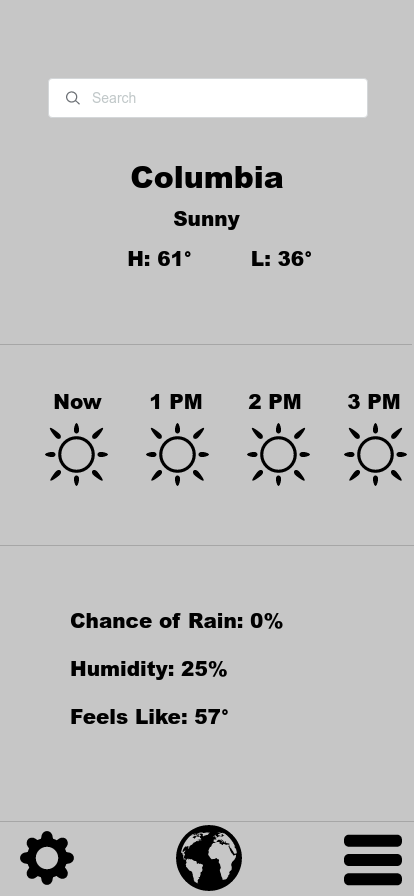 Search
Columbia
Sunny
H: 61° L: 36°
Now 1 PM 2 PM 3 PM
Chance of Rain: 0%
Humidity: 25%
Feels Like: 57°